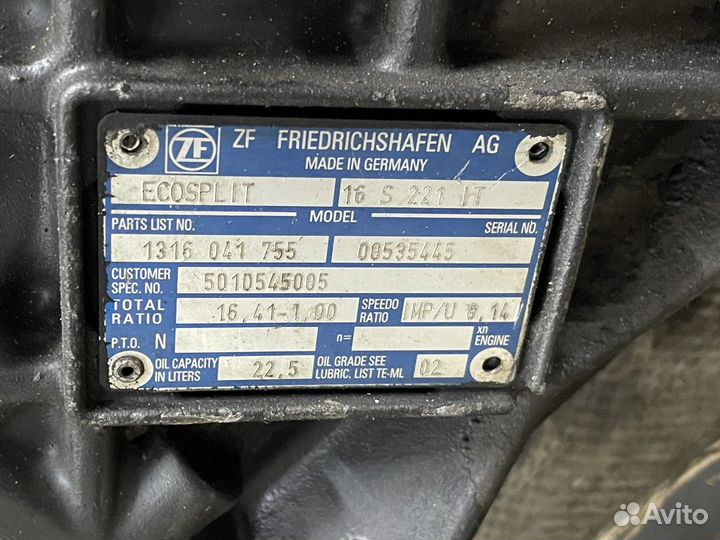 ZF FRIEDRICHSHAFEN AG
MADE IN GERMANY
ECOSPLIT 16 S 221 IT
MODEL
PARTS LIST NO. SERIAL NO.
1316 041 755 00535445
CUSTOMER SPÉC. NO. 5010545005
TOTAL RATIO 16,41-1,00 SPEEDO RATIO IMP/U 8,14
P.T.O. N n= xn ENGINE
OIL CAPACITY IN LITERS 22,5 OIL GRADE SEE LUBRIC. LIST TE-ML 02
Avito